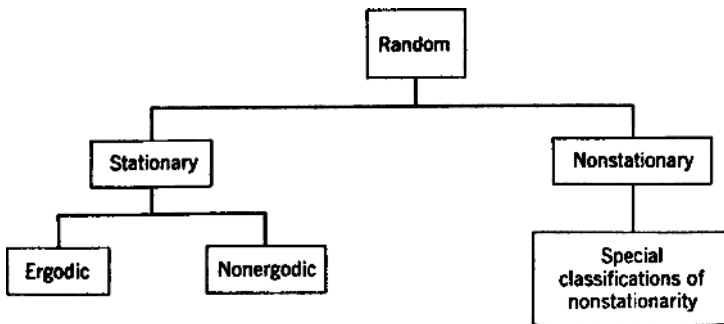 Random
Stationary
Nonstationary
Ergodic
Nonergodic
Special
classifications of
nonstationarity